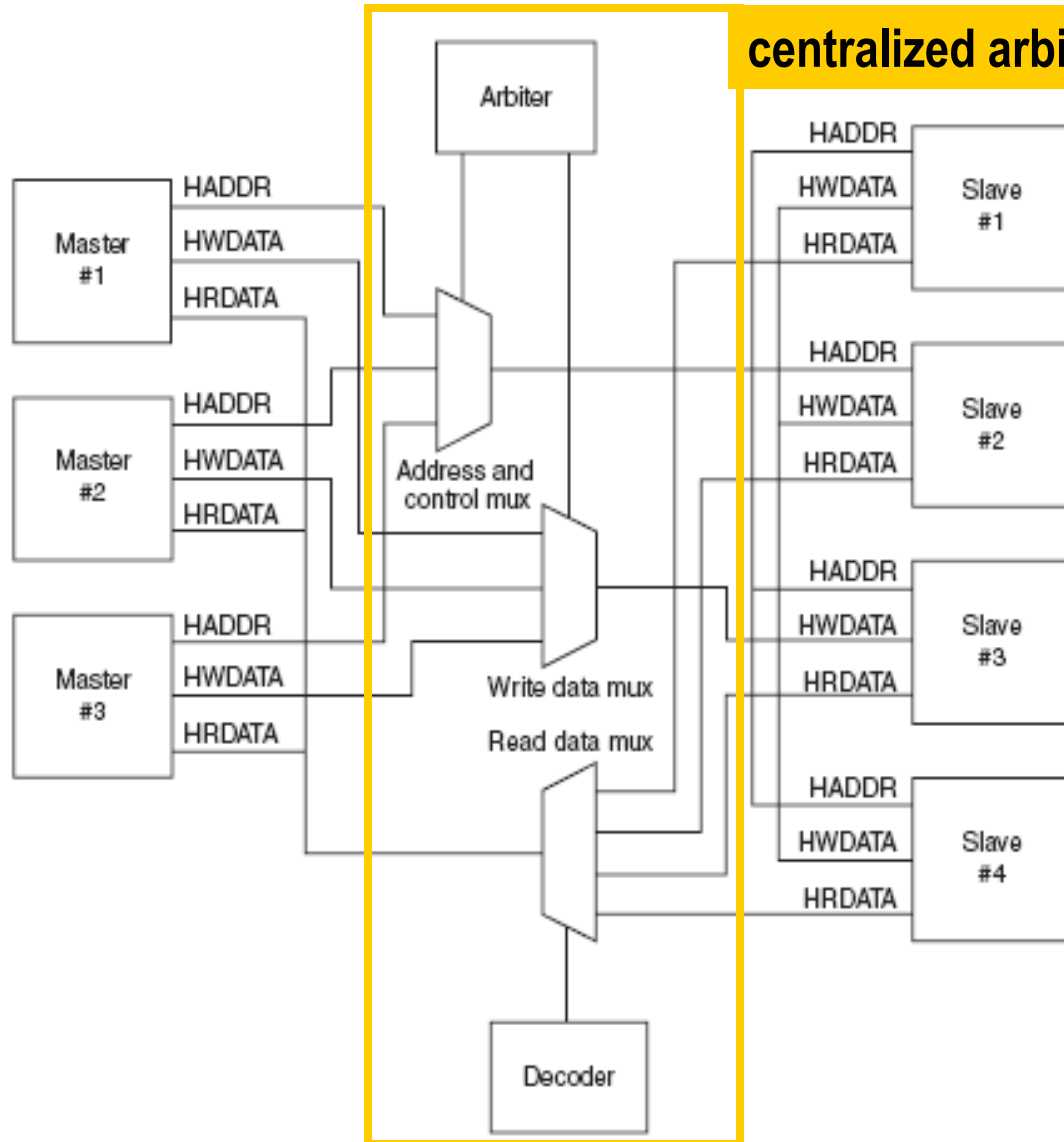 centralized arbi
Arbiter
HADDR
HWDATA
HRDATA
Master
#1
HADDR
HWDATA
HRDATA
Master
#2
HADDR
HWDATA
HRDATA
Master
#3
Address and
control mux
Write data mux
Read data mux
Decoder
HADDR
HWDATA
HRDATA
Slave
#1
HADDR
HWDATA
HRDATA
Slave
#2
HADDR
HWDATA
HRDATA
Slave
#3
HADDR
HWDATA
HRDATA
Slave
#4